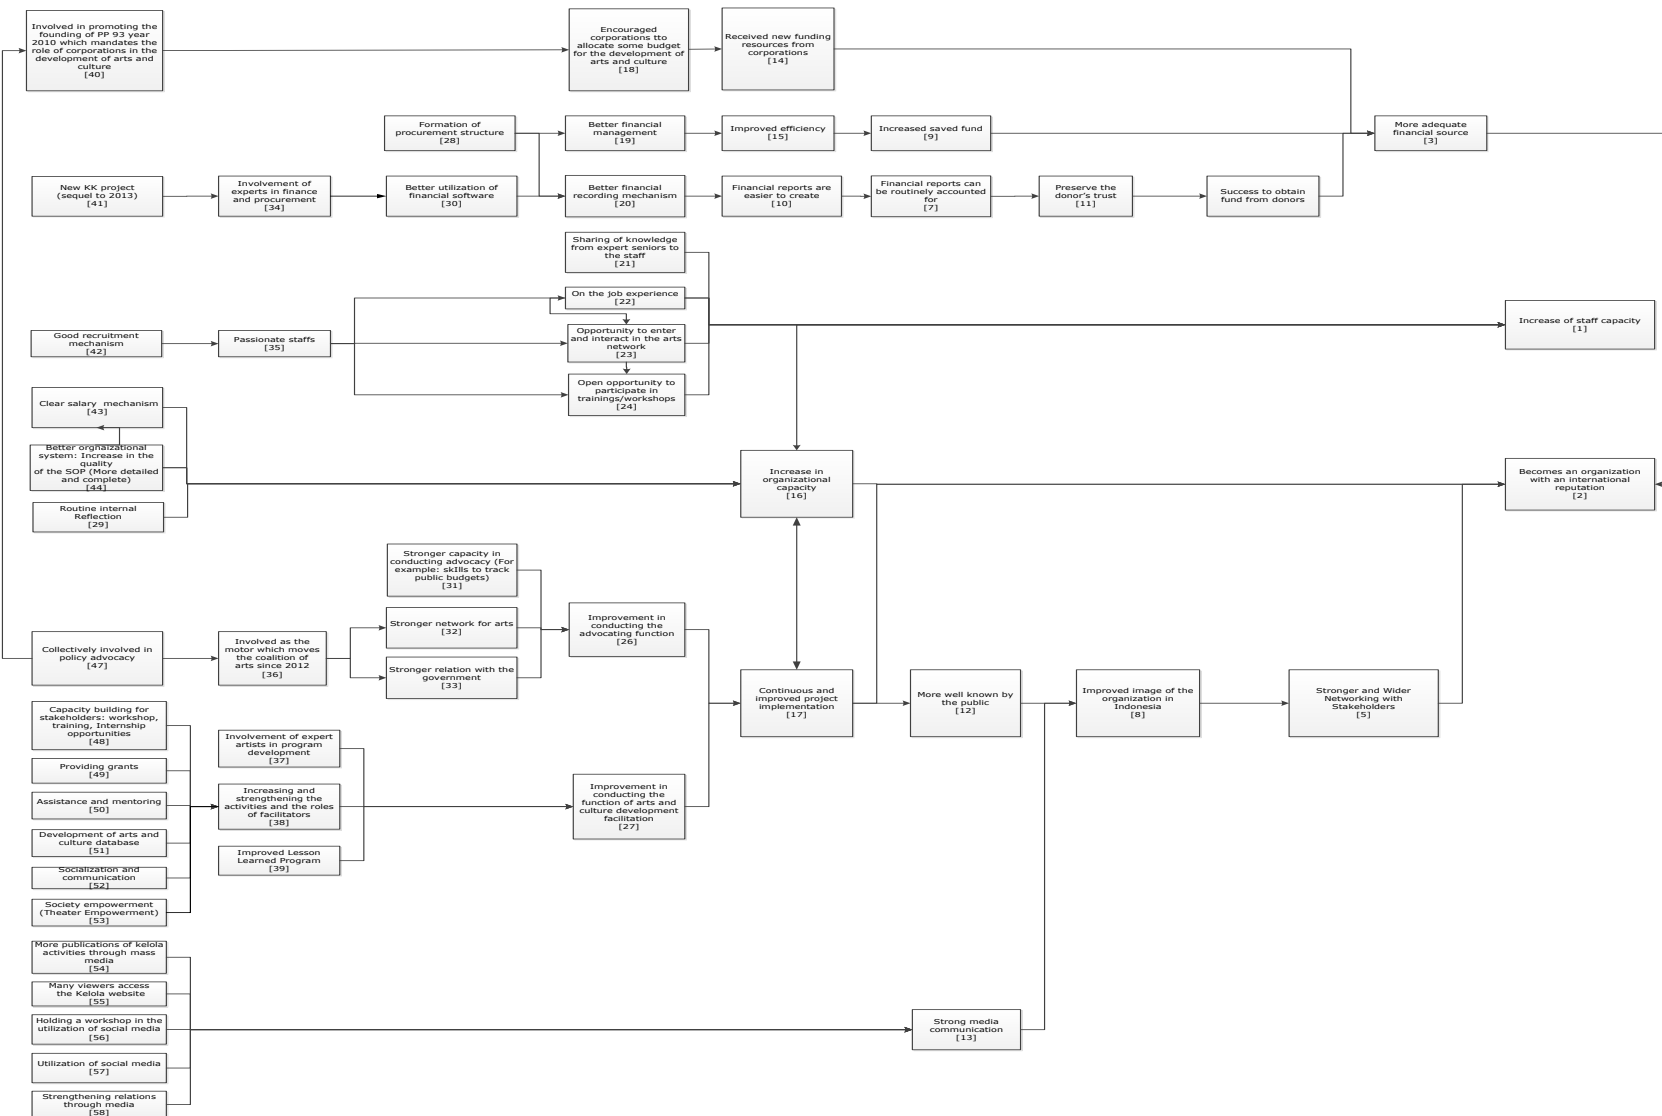 Involved in promoting the
founding of PP 93 year
2010 which mandates the
role of corporations in the
development of arts and
culture
[40]
Encouraged
corporations tto
allocate some budget
for the development of
arts and culture
[18]
Received new funding
resources from
corporations
[14]
Formation of
procurement structure
[28]
Better financial
management
[19]
Improved efficiency
[15]
Increased saved fund
[9]
More adequate
financial source
[3]
New KK project
(sequel to 2013)
[41]
Involvement of
experts in finance
and procurement
[34]
Better utilization of
financial software
[30]
Better financial
recording mechanism
[20]
Financial reports are
easier to create
[10]
Financial reports can
be routinely accounted
for
[7]
Preserve the
donor's trust
[11]
Success to obtain
fund from donors
Sharing of knowledge
from expert seniors to
the staff
[21]
On the job experience
[22]
Good recruitment
mechanism
[42]
Passionate staffs
[35]
Opportunity to enter
and interact in the arts
network
[23]
Open opportunity to
participate in
trainings/workshops
[24]
Increase of staff capacity
[1]
Clear salary mechanism
[43]
Better orghaizational
system: Increase in the
quality
of the SOP (More detailed
and complete)
[44]
Routine internal
Reflection
[29]
Increase in
organizational
capacity
[16]
Becomes an organization
with an international
reputation
[2]
Stronger capacity in
conducting advocacy (For
example: skills to track
public budgets)
[31]
Stronger network for arts
[32]
Stronger relation with the
government
[33]
Improvement in
conducting the
advocating function
[26]
Collectively involved in
policy advocacy
[47]
Involved as the
motor which moves
the coalition of
arts since 2012
[36]
Continuous and
improved project
implementation
[17]
More well known by
the public
[12]
Improved image of the
organization in
Indonesia
[8]
Stronger and Wider
Networking with
Stakeholders
[5]
Capacity building for
stakeholders: workshop,
training, Internship
opportunities
[48]
Providing grants
[49]
Assistance and mentoring
[50]
Development of arts and
culture database
[51]
Socialization and
communication
[52]
Society empowerment
(Theater Empowerment)
[53]
Involvement of expert
artists in program
development
[37]
Increasing and
strengthening the
activities and the roles
of facilitators
[38]
Improved Lesson
Learned Program
[39]
Improvement in
conducting the
function of arts and
culture development
facilitation
[27]
More publications of kelola
activities through mass
media
[54]
Many viewers access
the Kelola website
[55]
Holding a workshop in the
utilization of social media
[56]
Utilization of social media
[57]
Strengthening relations
through media
[58]
Strong media
communication
[13]